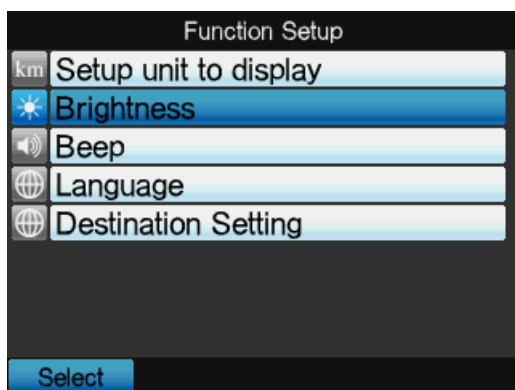 Function Setup
km Setup unit to display
Brightness
Beep
Language
Destination Setting
Select